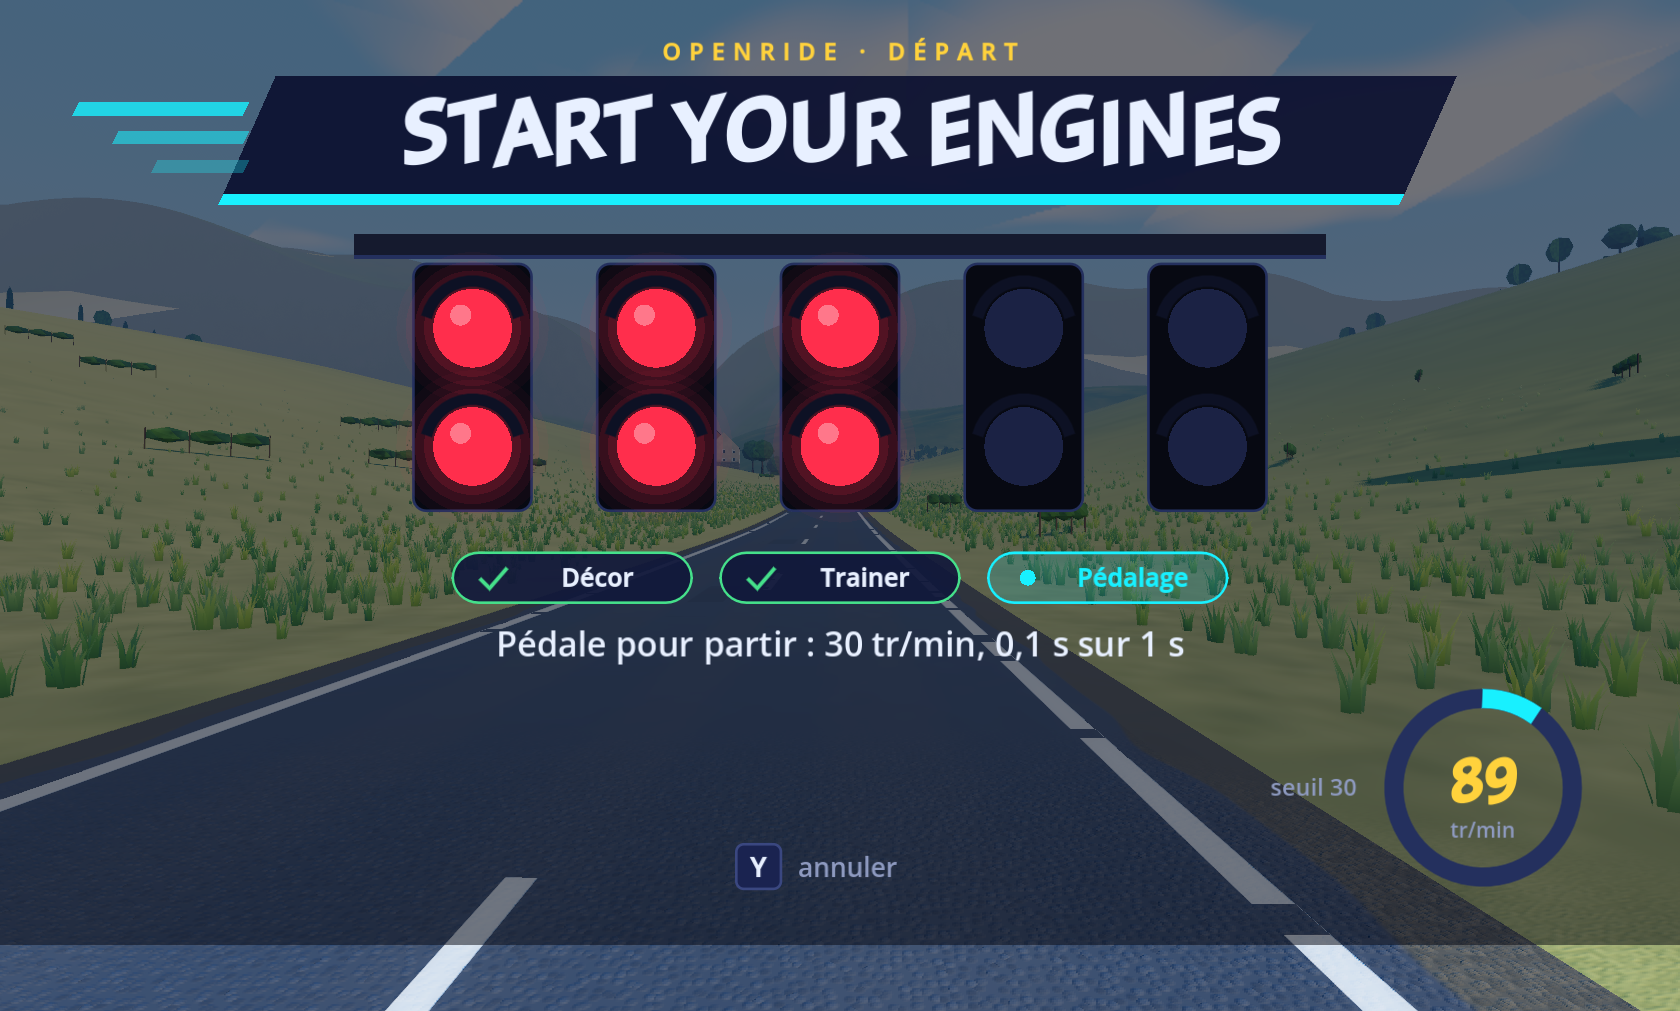 OPENRIDE · DÉPART
START YOUR ENGINES
Décor
Trainer
Pédalage
Pédale pour partir : 30 tr/min, 0,1 s sur 1 s
seuil 30
89
tr/min
Y annuler